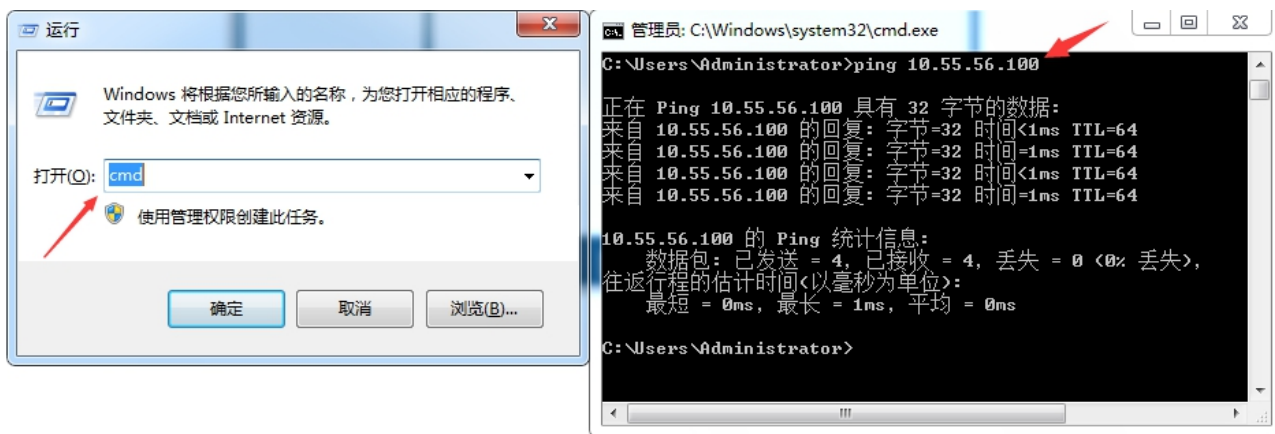 运行
Windows 将根据您所输入的名称，为您打开相应的程序、
文件夹、文档或 Internet 资源。
打开(O):
cmd
使用管理权限创建此任务。
确定
取消
浏览(B)...
管理员: C:\Windows\system32\cmd.exe
C:\Users\Administrator>ping 10.55.56.100
正在 Ping 10.55.56.100 具有 32 字节的数据:
来自 10.55.56.100 的回复: 字节=32 时间<1ms TTL=64
来自 10.55.56.100 的回复: 字节=32 时间=1ms TTL=64
来自 10.55.56.100 的回复: 字节=32 时间<1ms TTL=64
来自 10.55.56.100 的回复: 字节=32 时间=1ms TTL=64
10.55.56.100 的 Ping 统计信息:
数据包: 已发送 = 4，已接收 = 4，丢失 = 0 (0% 丢失)，
往返行程的估计时间(以毫秒为单位):
最短 = 0ms，最长 = 1ms，平均 = 0ms
C:\Users\Administrator>